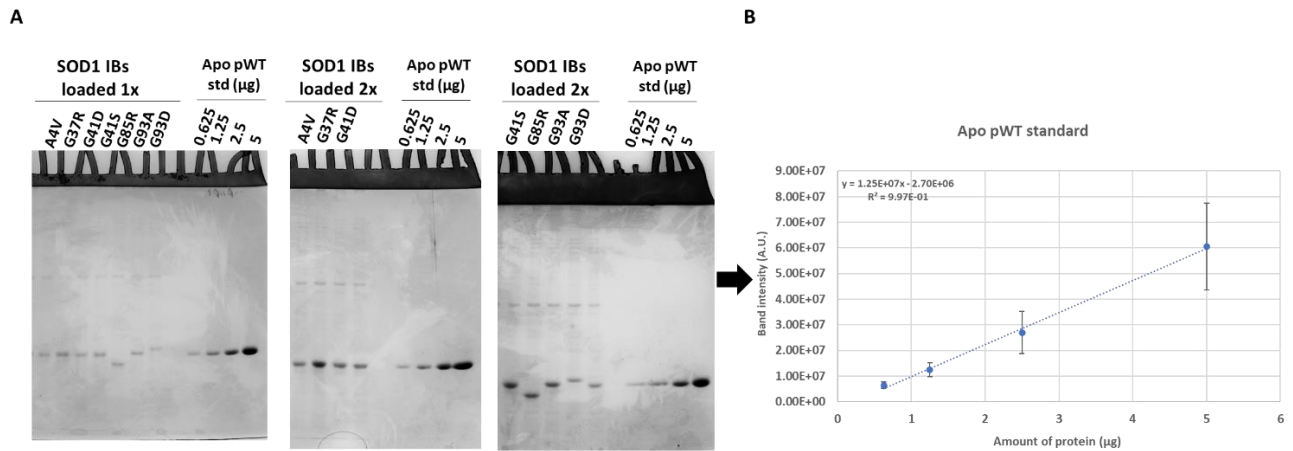 A
B
SOD1 IBs
loaded 1x
Apo pWT
std (µg)
SOD1 IBs
loaded 2x
Apo pWT
std (µg)
SOD1 IBs
loaded 2x
Apo pWT
std (µg)
A4V
G37R
G41D
G41S
G85R
G93A
G93D
0.625
1.25
2.5
5
A4V
G37R
G41D
0.625
1.25
2.5
5
G41S
G85R
G93A
G93D
0.625
1.25
2.5
5
Apo pWT standard
y = 1.25E+07x - 2.70E+06
R² = 9.97E-01
Band intensity (A.U.)
9.00E+07
8.00E+07
7.00E+07
6.00E+07
5.00E+07
4.00E+07
3.00E+07
2.00E+07
1.00E+07
0.00E+00
0 1 2 3 4 5 6
Amount of protein (µg)